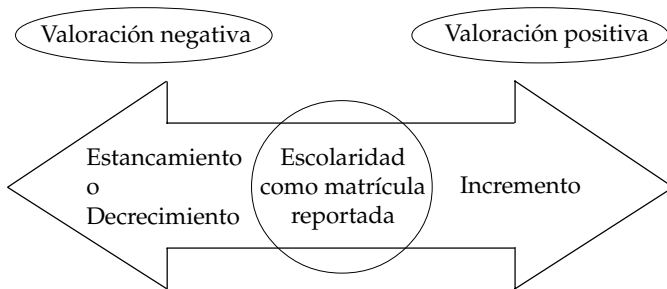 Valoración negativa
Valoración positiva
Estancamiento
o
Decrecimiento
Escolaridad
como matrícula
reportada
Incremento